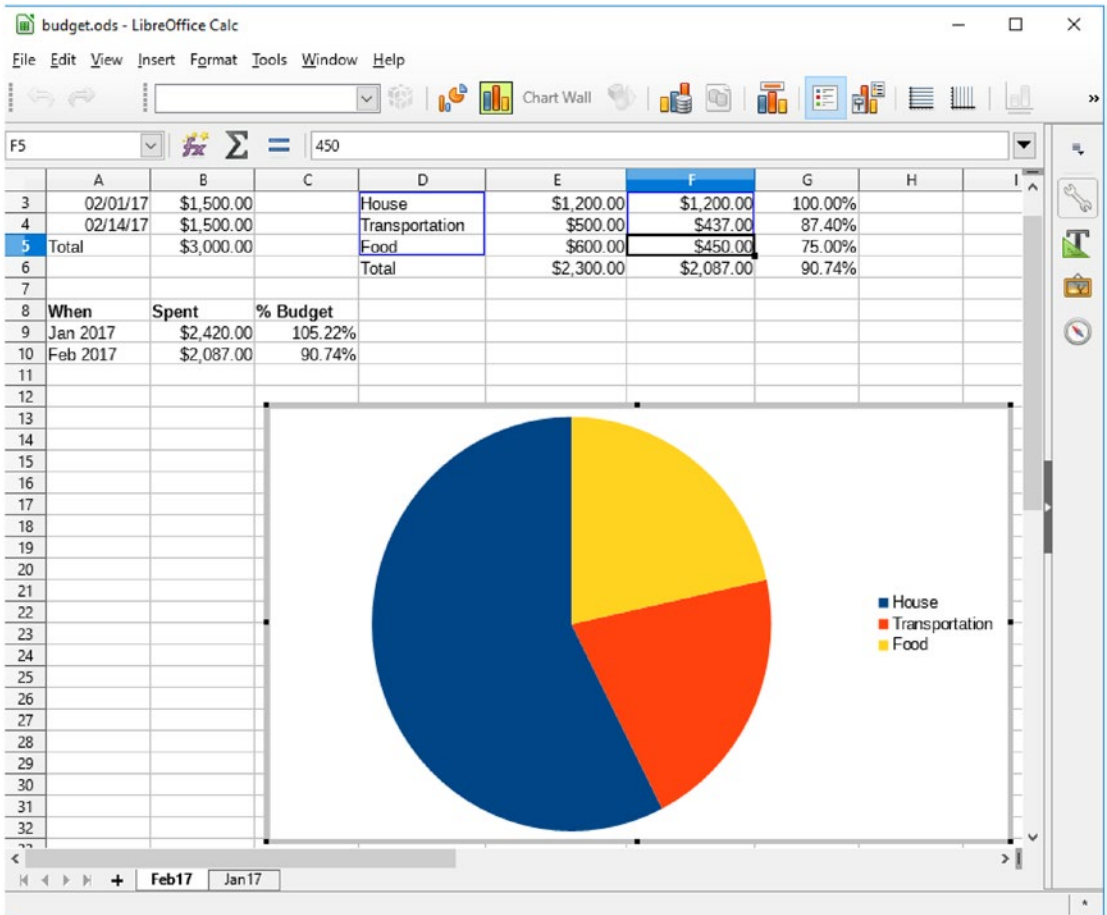 budget.ods - LibreOffice Calc
File Edit View Insert Format Tools Window Help
Chart Wall »
F5 fx Σ = 450
A B C D E F G H I
3 02/01/17 $1,500.00 House $1,200.00 $1,200.00 100.00%
4 02/14/17 $1,500.00 Transportation $500.00 $437.00 87.40%
5 Total $3,000.00 Food $600.00 $450.00 75.00%
6 Total $2,300.00 $2,087.00 90.74%
7
8 When Spent % Budget
9 Jan 2017 $2,420.00 105.22%
10 Feb 2017 $2,087.00 90.74%
11
12
13
14
15
16
17
18
19
20
21
22
23
24
25
26
27
28
29
30
31
32
House
Transportation
Food
Feb17 Jan17